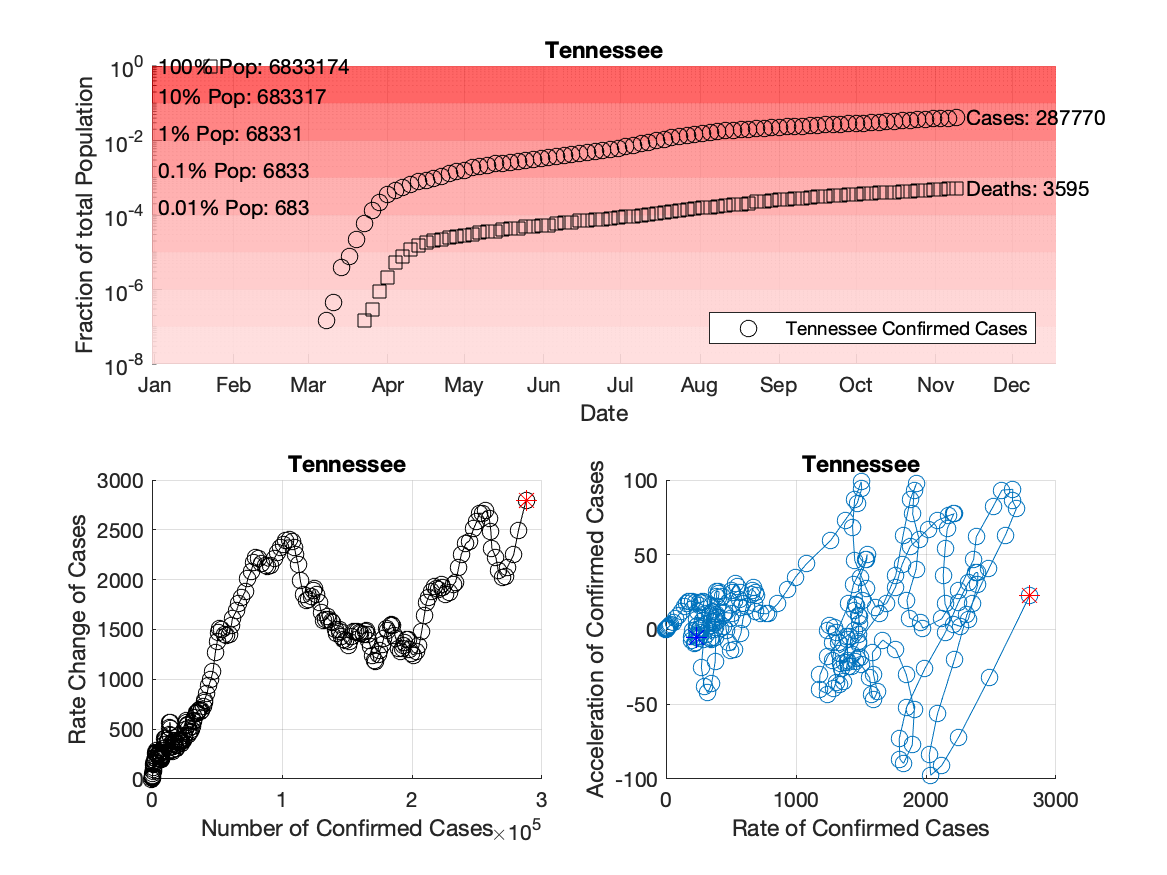 Tennessee
10^0
10^-2
10^-4
10^-6
10^-8
Fraction of total Population
100% Pop: 6833174
10% Pop: 683317
1% Pop: 68331
0.1% Pop: 6833
0.01% Pop: 683
Cases: 287770
Deaths: 3595
Tennessee Confirmed Cases
Jan Feb Mar Apr May Jun Jul Aug Sep Oct Nov Dec
Date
Tennessee
3000
2500
2000
1500
1000
500
0
Rate Change of Cases
0 1 2 3
Number of Confirmed Cases ×10^5
Tennessee
100
50
0
-50
-100
Acceleration of Confirmed Cases
0 1000 2000 3000
Rate of Confirmed Cases